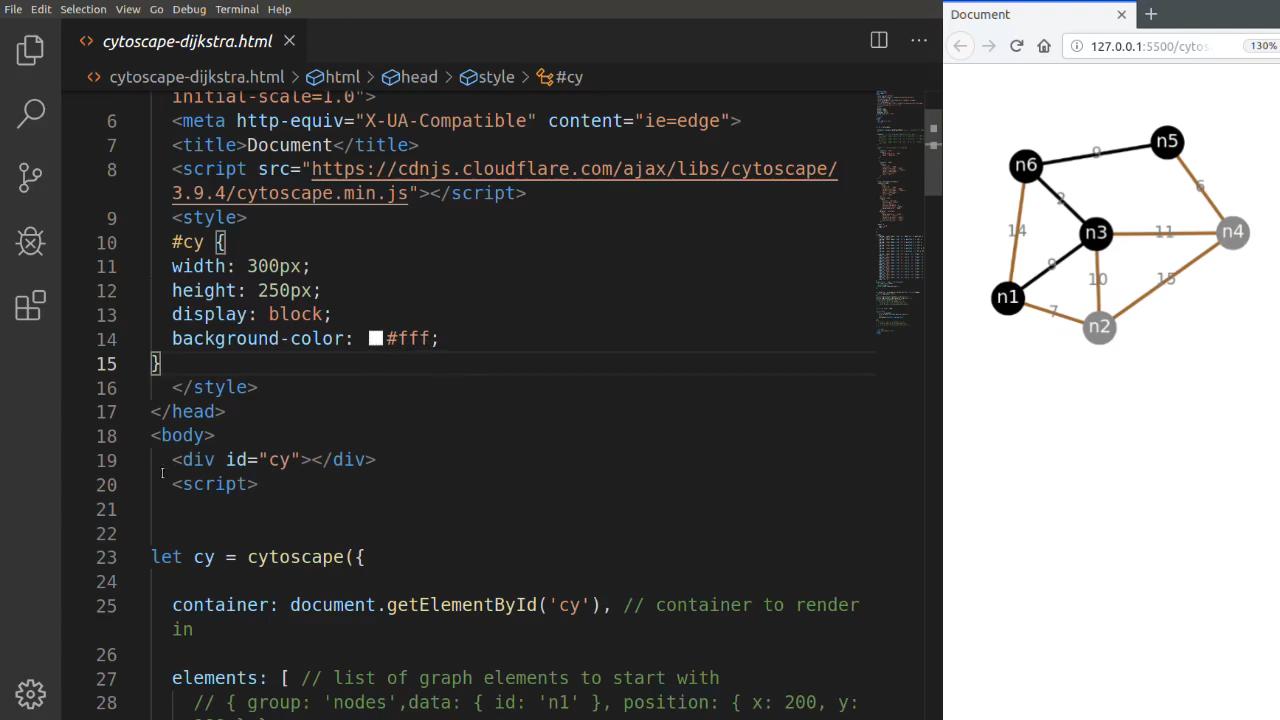 File Edit Selection View Go Debug Terminal Help
cytoscape-dijkstra.html
cytoscape-dijkstra.html > html > head > style > #cy
initial-scale=1.0">
6 <meta http-equiv="X-UA-Compatible" content="ie=edge">
7 <title>Document</title>
8 <script src="https://cdnjs.cloudflare.com/ajax/libs/cytoscape/
3.9.4/cytoscape.min.js"></script>
9 <style>
10 #cy {
11 width: 300px;
12 height: 250px;
13 display: block;
14 background-color: #fff;
15 }
16 </style>
17 </head>
18 <body>
19 <div id="cy"></div>
20 <script>
21
22
23 let cy = cytoscape({
24
25 container: document.getElementById('cy'), // container to render
in
26
27 elements: [ // list of graph elements to start with
28 // { group: 'nodes',data: { id: 'n1' }, position: { x: 200, y:
Document
127.0.0.1:5500/cytos
130%
n5
9
n6
6
2
14
n3
11
n4
9
10
15
n1
7
n2